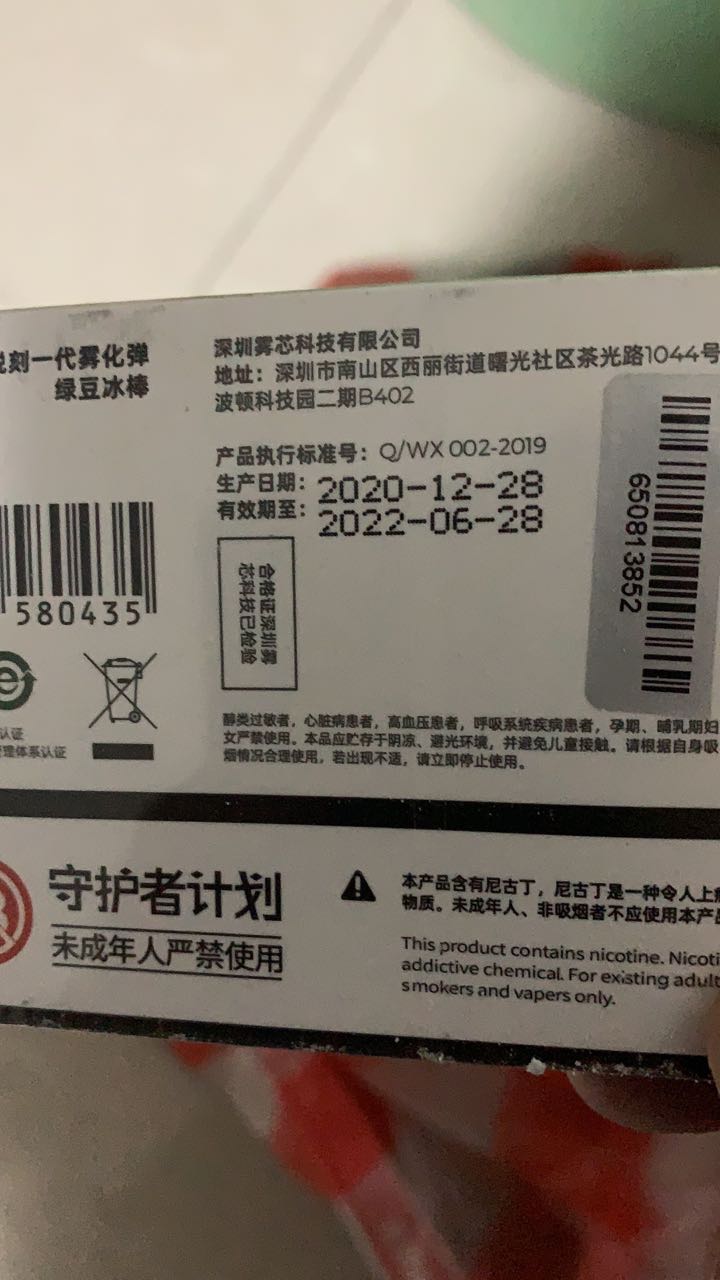 刻一代雾化弹
绿豆冰棒
深圳雾芯科技有限公司
地址：深圳市南山区西丽街道曙光社区茶光路1044号
波顿科技园二期B402
产品执行标准号：Q/WX 002-2019
生产日期：2020-12-28
有效期至：2022-06-28
合格证深圳雾
芯科技已检验
650813852
580435
认证
理体系认证
醇类过敏者，心脏病患者，高血压患者，呼吸系统疾病患者，孕期、哺乳期妇
女严禁使用。本品应贮存于阴凉、避光环境，并避免儿童接触。请根据自身吸
烟情况合理使用，若出现不适，请立即停止使用。
守护者计划
未成年人严禁使用
本产品含有尼古丁，尼古丁是一种令人上
物质。未成年人、非吸烟者不应使用本产
This product contains nicotine. Nicoti
addictive chemical. For existing adult
smokers and vapers only.